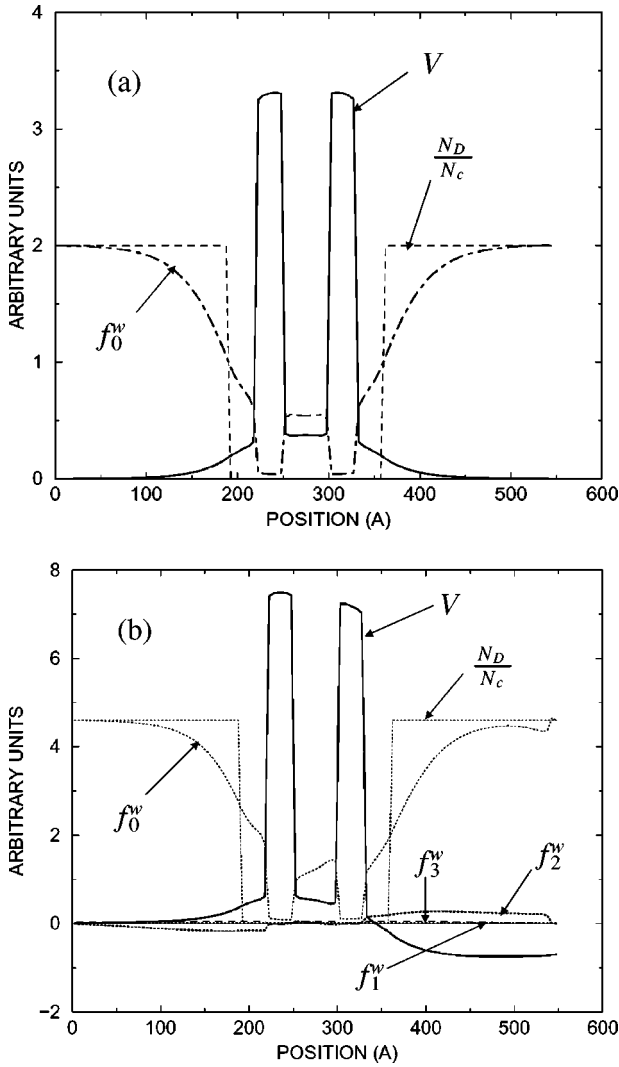 4
3
2
1
0
ARBITRARY UNITS
(a)
V
N_D
N_c
f_0^w
0 100 200 300 400 500 600
POSITION (A)
8
6
4
2
0
−2
ARBITRARY UNITS
(b)
V
N_D
N_c
f_0^w
f_3^w
f_2^w
f_1^w
0 100 200 300 400 500 600
POSITION (A)